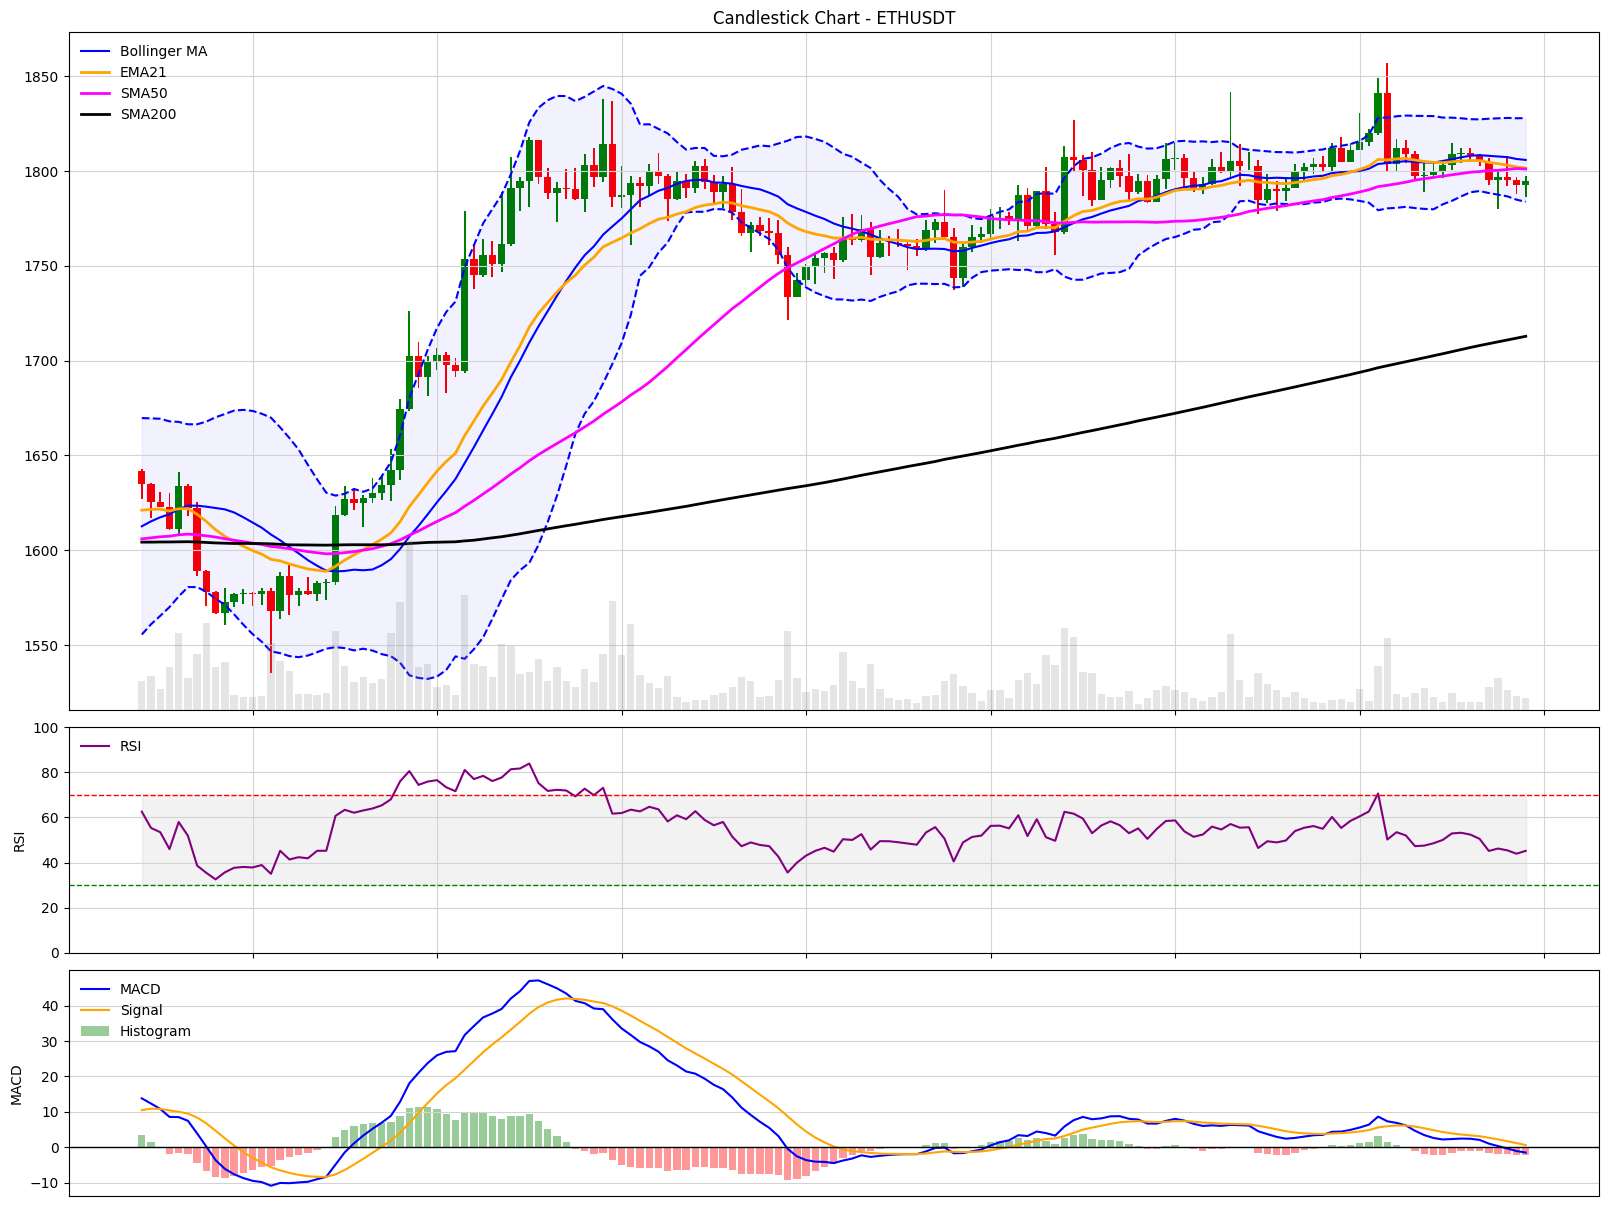 Candlestick Chart - ETHUSDT
Bollinger MA
EMA21
SMA50
SMA200
1850
1800
1750
1700
1650
1600
1550
RSI
100
80
60
40
20
0
RSI
MACD
Signal
Histogram
40
30
20
10
0
−10
MACD